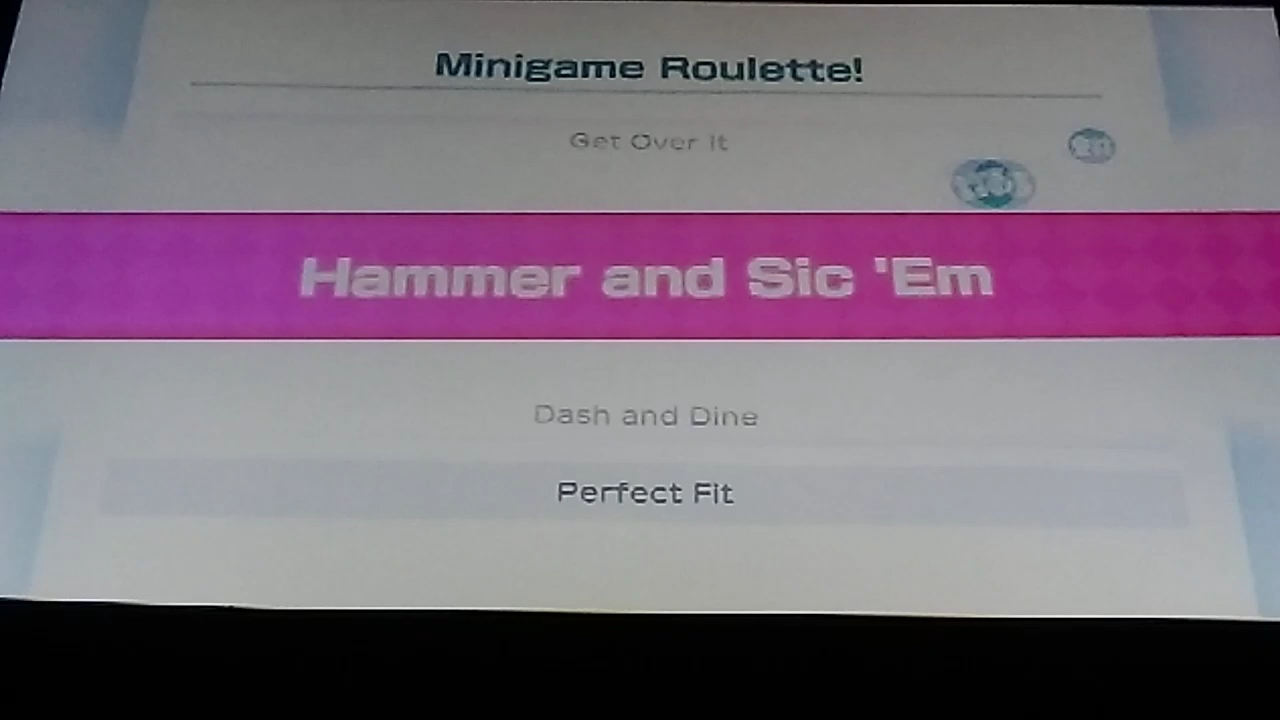 Minigame Roulette!
Get Over It
Hammer and Sic 'Em
Dash and Dine
Perfect Fit